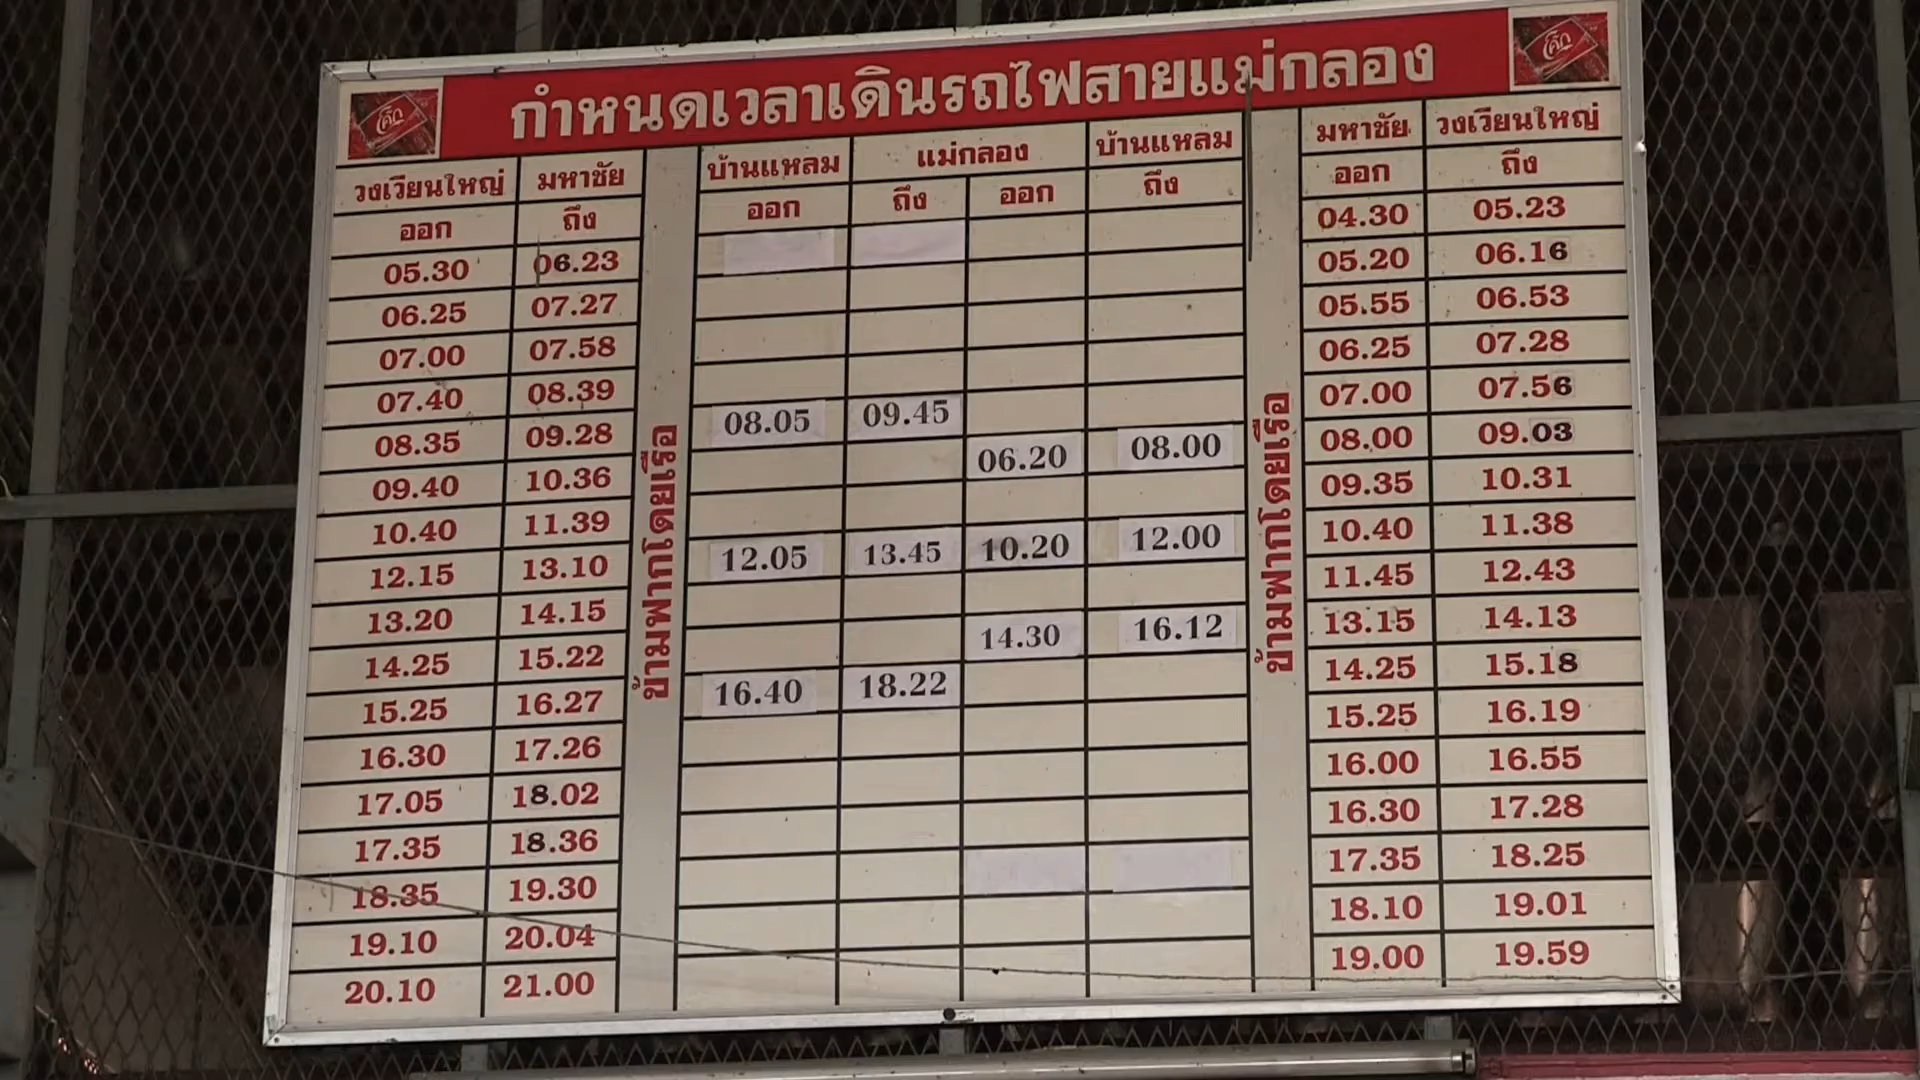 กำหนดเวลาเดินรถไฟสายแม่กลอง
โค้ก
โค้ก
วงเวียนใหญ่ มหาชัย บ้านแหลม แม่กลอง บ้านแหลม มหาชัย วงเวียนใหญ่
ออก ถึง ออก ถึง ออก ถึง ออก ถึง
ข้ามฟากโดยเรือ
ข้ามฟากโดยเรือ
05.30 06.23 04.30 05.23
06.25 07.27 05.20 06.16
07.00 07.58 05.55 06.53
07.40 08.39 06.25 07.28
08.35 09.28 08.05 09.45 07.00 07.56
09.40 10.36 06.20 08.00 08.00 09.03
10.40 11.39 09.35 10.31
12.15 13.10 12.05 13.45 10.20 12.00 10.40 11.38
13.20 14.15 11.45 12.43
14.25 15.22 14.30 16.12 13.15 14.13
15.25 16.27 16.40 18.22 14.25 15.18
16.30 17.26 15.25 16.19
17.05 18.02 16.00 16.55
17.35 18.36 16.30 17.28
18.35 19.30 17.35 18.25
19.10 20.04 18.10 19.01
20.10 21.00 19.00 19.59